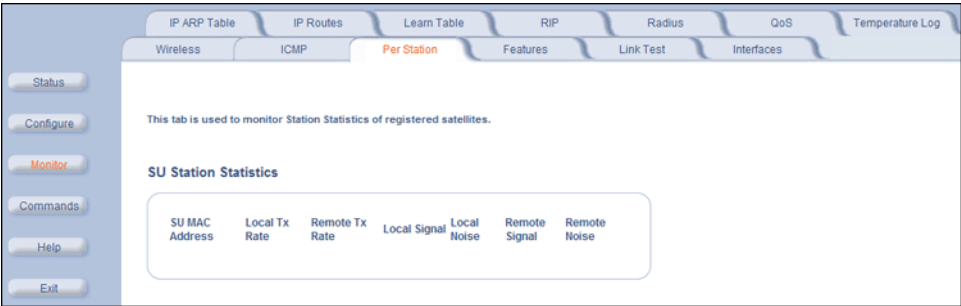 IP ARP Table IP Routes Learn Table RIP Radius QoS Temperature Log
Wireless ICMP Per Station Features Link Test Interfaces
Status
Configure
Monitor
Commands
Help
Exit
This tab is used to monitor Station Statistics of registered satellites.
SU Station Statistics
SU MAC Address
Local Tx Rate
Remote Tx Rate
Local Signal
Local Noise
Remote Signal
Remote Noise